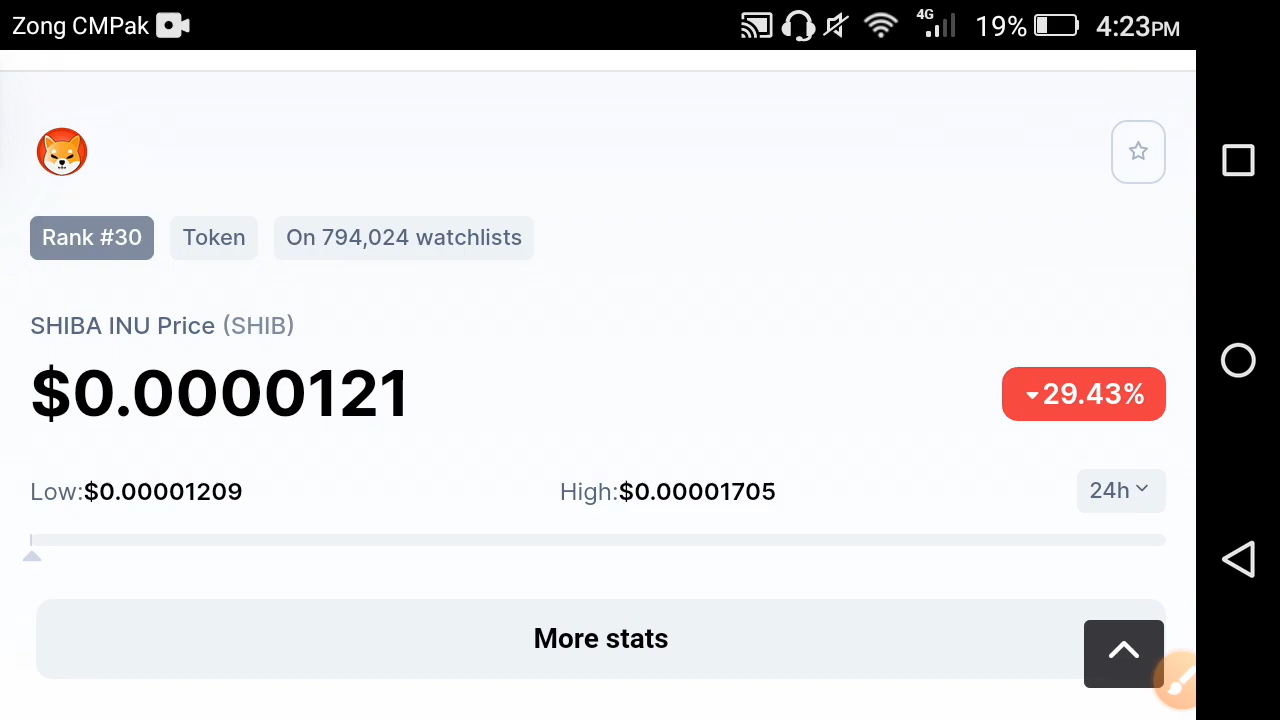 Zong CMPak 4G 19% 4:23PM
Rank #30 Token On 794,024 watchlists
SHIBA INU Price (SHIB)
$0.0000121 29.43%
Low:$0.00001209 High:$0.00001705 24h
More stats